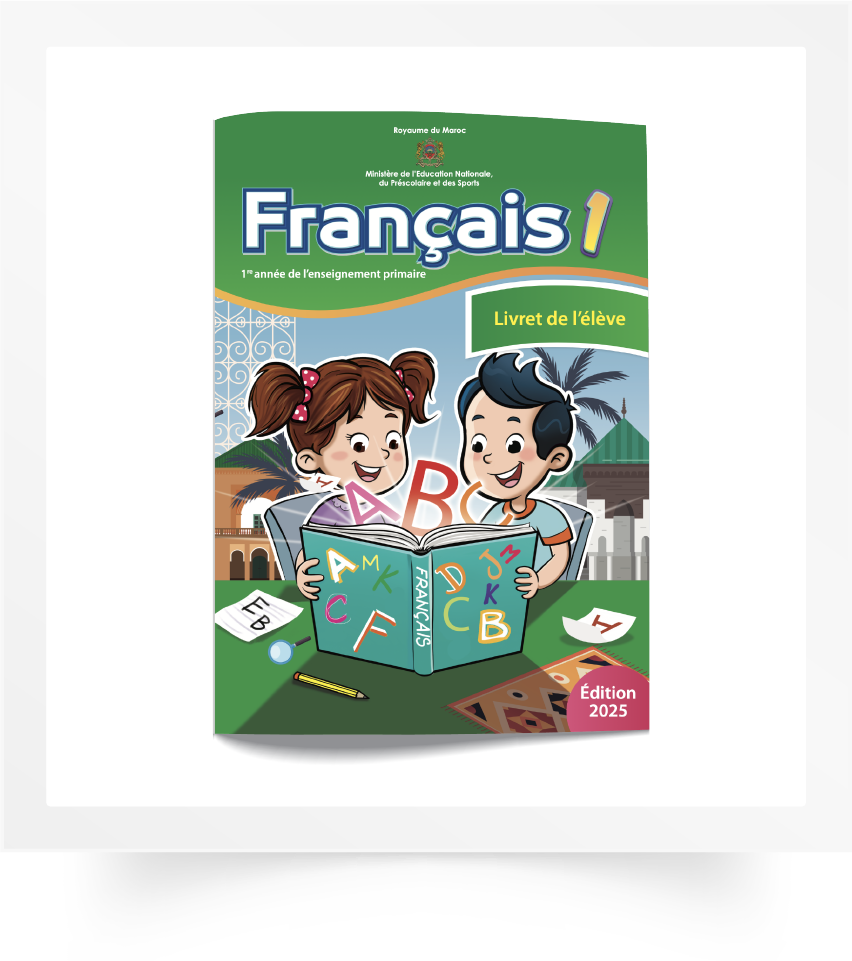 Royaume du Maroc
Ministère de l'Education Nationale,
du Préscolaire et des Sports
Français 1
1re année de l'enseignement primaire
Livret de l'élève
H
A B C
A M K
C F
FRANÇAIS
D J M
K
C B
E B
H
Édition
2025